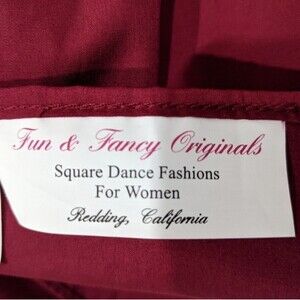 Fun & Fancy Originals
Square Dance Fashions
For Women
Redding, California